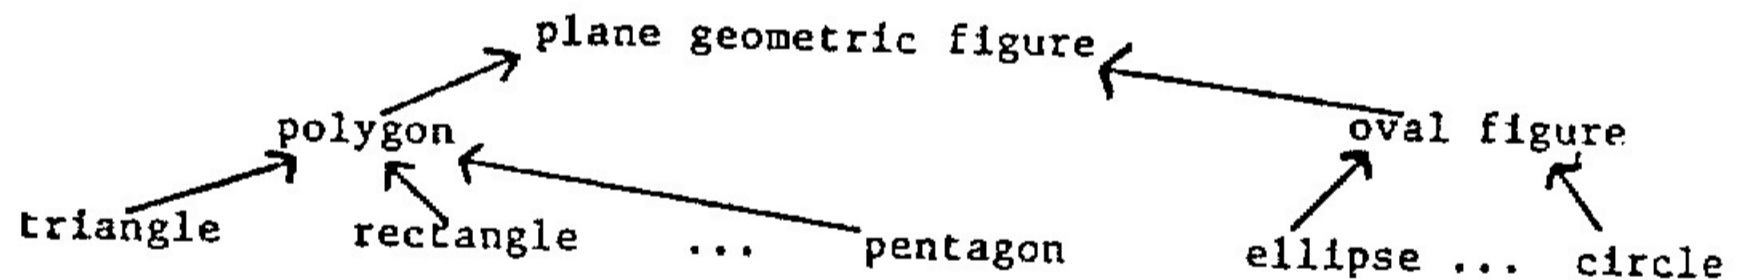 plane geometric figure
polygon oval figure
triangle rectangle ... pentagon ellipse ... circle